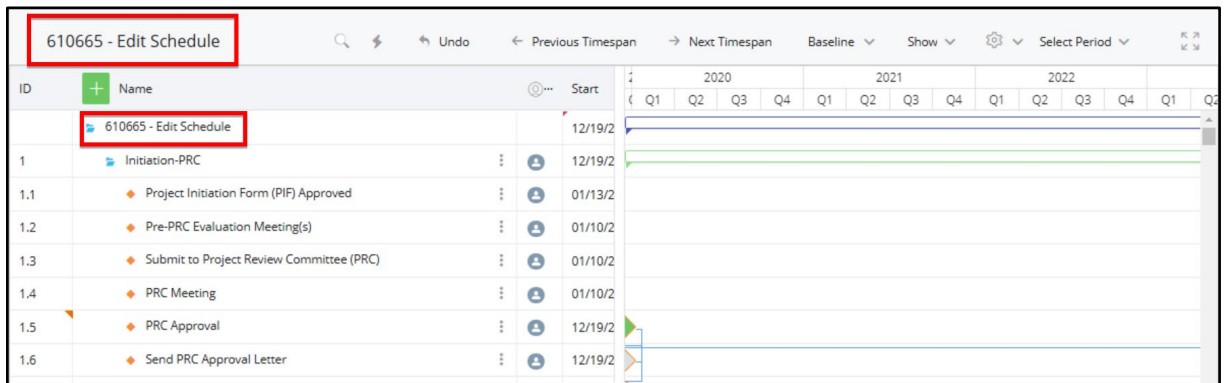 610665 - Edit Schedule Undo ← Previous Timespan → Next Timespan Baseline Show Select Period
ID + Name ... Start 2020 2021 2022
Q1 Q2 Q3 Q4 Q1 Q2 Q3 Q4 Q1 Q2 Q3 Q4 Q1 Q2
610665 - Edit Schedule 12/19/2
1 Initiation-PRC 12/19/2
1.1 Project Initiation Form (PIF) Approved 01/13/2
1.2 Pre-PRC Evaluation Meeting(s) 01/10/2
1.3 Submit to Project Review Committee (PRC) 01/10/2
1.4 PRC Meeting 01/10/2
1.5 PRC Approval 12/19/2
1.6 Send PRC Approval Letter 12/19/2